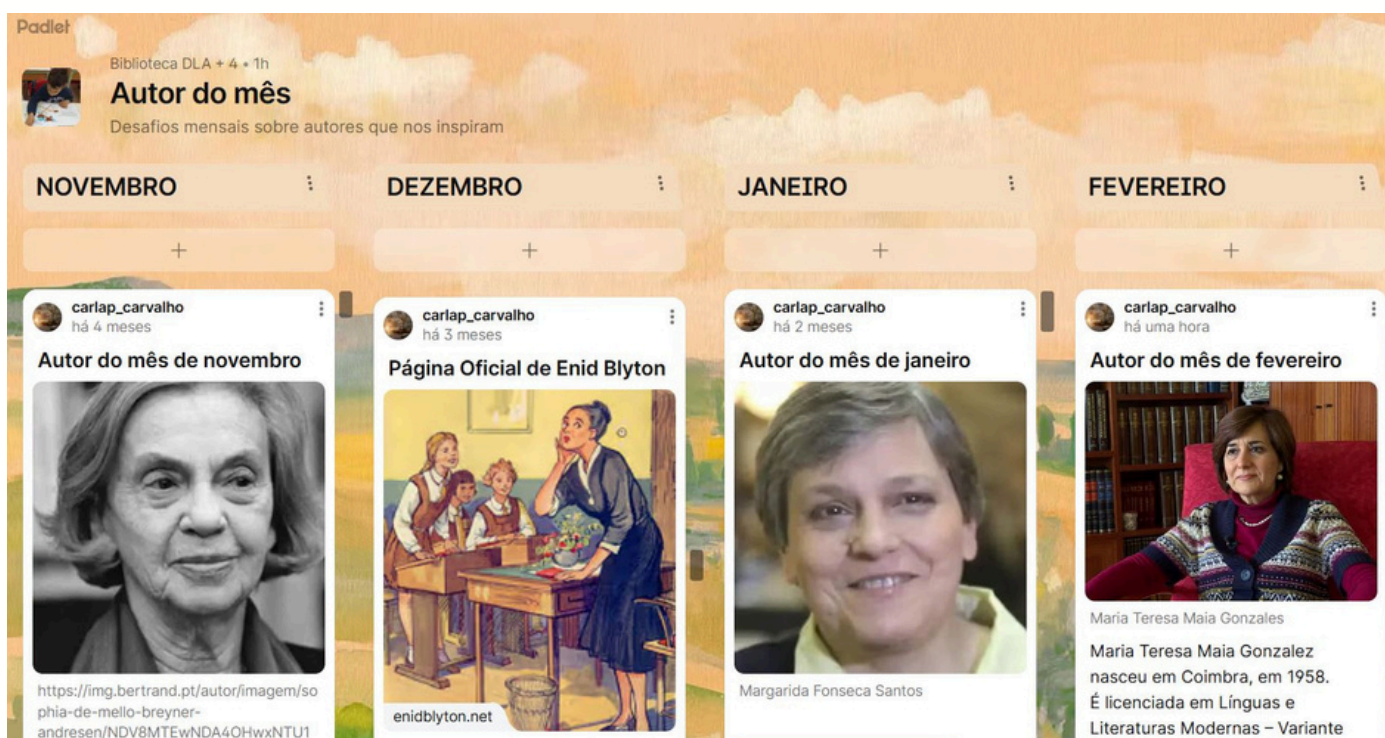 Padlet
Biblioteca DLA + 4 • 1h
Autor do mês
Desafios mensais sobre autores que nos inspiram
NOVEMBRO
+
carlap_carvalho
há 4 meses
Autor do mês de novembro
https://img.bertrand.pt/autor/imagem/so
phia-de-mello-breyner-
andresen/NDV8MTEwNDA4OHwxNTU1
DEZEMBRO
+
carlap_carvalho
há 3 meses
Página Oficial de Enid Blyton
enidblyton.net
JANEIRO
+
carlap_carvalho
há 2 meses
Autor do mês de janeiro
Margarida Fonseca Santos
FEVEREIRO
+
carlap_carvalho
há uma hora
Autor do mês de fevereiro
Maria Teresa Maia Gonzales
Maria Teresa Maia Gonzalez
nasceu em Coimbra, em 1958.
É licenciada em Línguas e
Literaturas Modernas – Variante